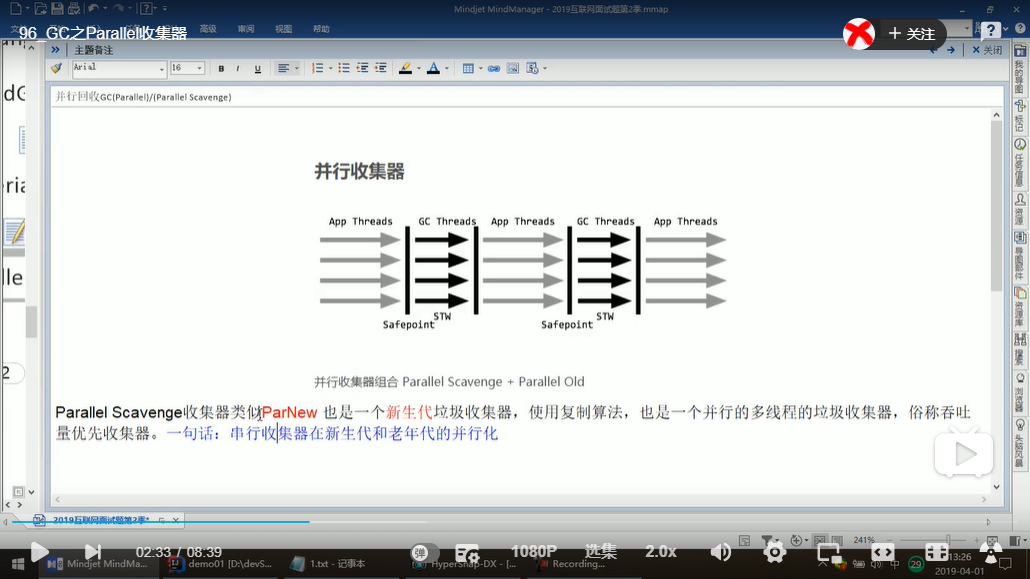 Mindjet MindManager - 2019互联网面试题第2季.mmap
96_GC之Parallel收集器
高级 审阅 视图 帮助
+ 关注
主题备注
关闭
Arial 16 B I U
并行回收GC(Parallel)/(Parallel Scavenge)
并行收集器
App Threads GC Threads App Threads GC Threads App Threads
STW STW
Safepoint Safepoint
并行收集器组合 Parallel Scavenge + Parallel Old
Parallel Scavenge收集器类似ParNew 也是一个新生代垃圾收集器，使用复制算法，也是一个并行的多线程的垃圾收集器，俗称吞吐
量优先收集器。一句话：串行收集器在新生代和老年代的并行化
我的导图
标记
任务信息
资源
导图部件
资源库
搜索
浏览器
头脑风暴
dG
ria
lle
2
2019互联网面试题第2季*
241%
02:33 / 08:39
弹
1080P 选集 2.0x
Mindjet MindMa...
demo01 [D:\devS...
1.txt - 记事本
HyperSnap-DX - [...
Recording...
中
29
13:26
2019-04-01